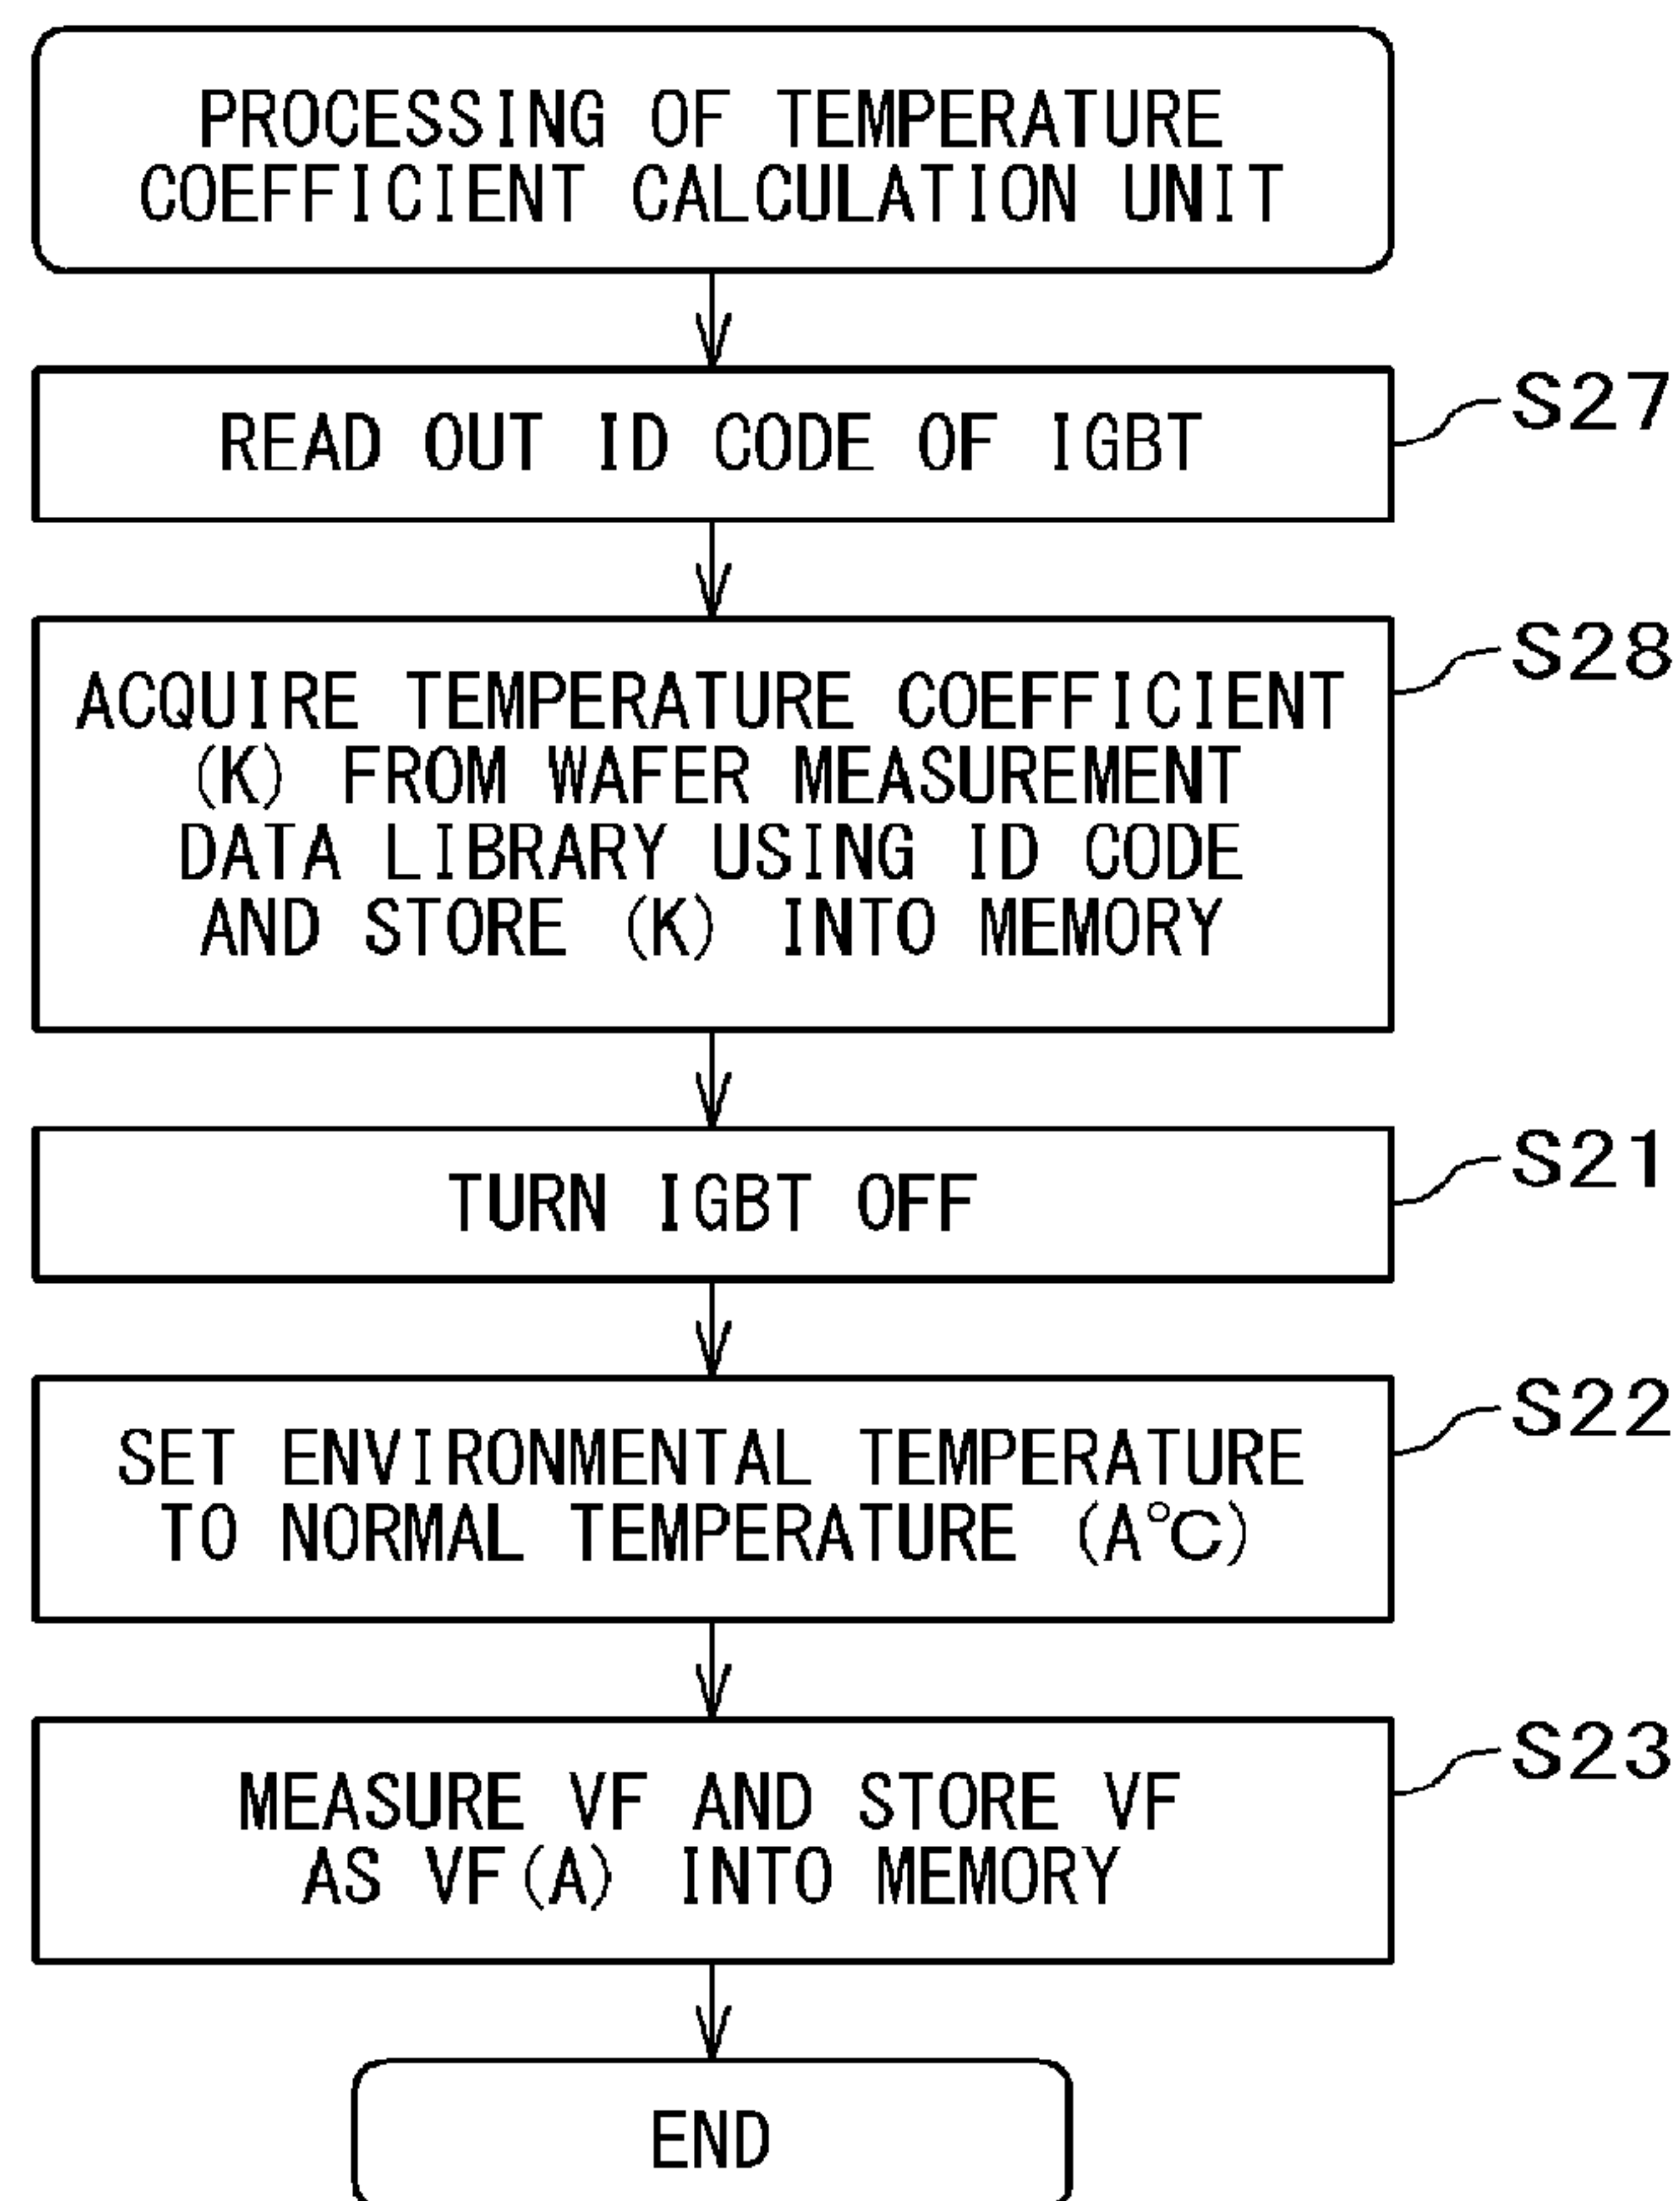 PROCESSING OF TEMPERATURE
COEFFICIENT CALCULATION UNIT
READ OUT ID CODE OF IGBT
S27
ACQUIRE TEMPERATURE COEFFICIENT
(K) FROM WAFER MEASUREMENT
DATA LIBRARY USING ID CODE
AND STORE (K) INTO MEMORY
S28
TURN IGBT OFF
S21
SET ENVIRONMENTAL TEMPERATURE
TO NORMAL TEMPERATURE (A℃)
S22
MEASURE VF AND STORE VF
AS VF(A) INTO MEMORY
S23
END